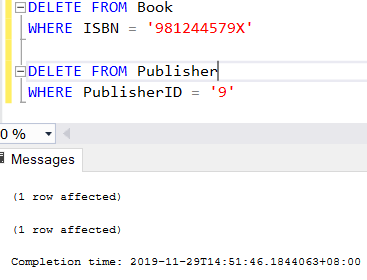 DELETE FROM Book
WHERE ISBN = '981244579X'
DELETE FROM Publisher
WHERE PublisherID = '9'
0 %
Messages
(1 row affected)
(1 row affected)
Completion time: 2019-11-29T14:51:46.1844063+08:00